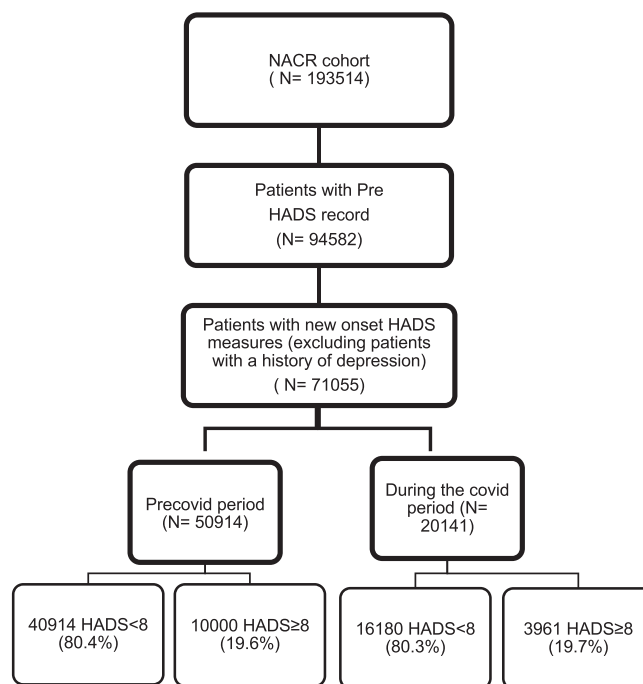 NACR cohort
( N= 193514)
Patients with Pre
HADS record
(N= 94582)
Patients with new onset HADS
measures (excluding patients
with a history of depression)
( N= 71055)
Precovid period
(N= 50914)
During the covid
period (N=
20141)
40914 HADS<8
(80.4%)
10000 HADS≥8
(19.6%)
16180 HADS<8
(80.3%)
3961 HADS≥8
(19.7%)